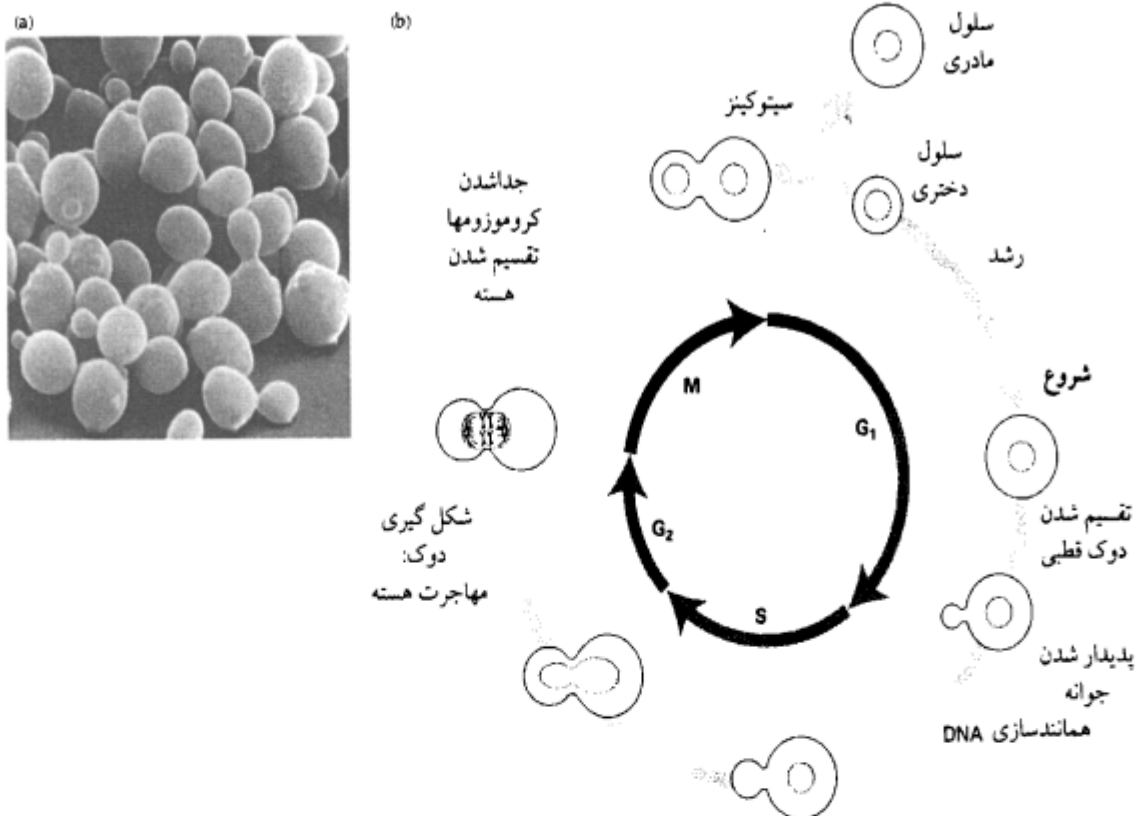 (a)
(b)
سلول
مادری
سیتوکینز
سلول
دختری
رشد
جداشدن
کروموزومها
تقسیم شدن
هسته
شروع
M
G₁
G₂
S
تقسیم شدن
دوک قطبی
شکل گیری
دوک:
مهاجرت هسته
پدیدار شدن
جوانه
همانندسازی DNA